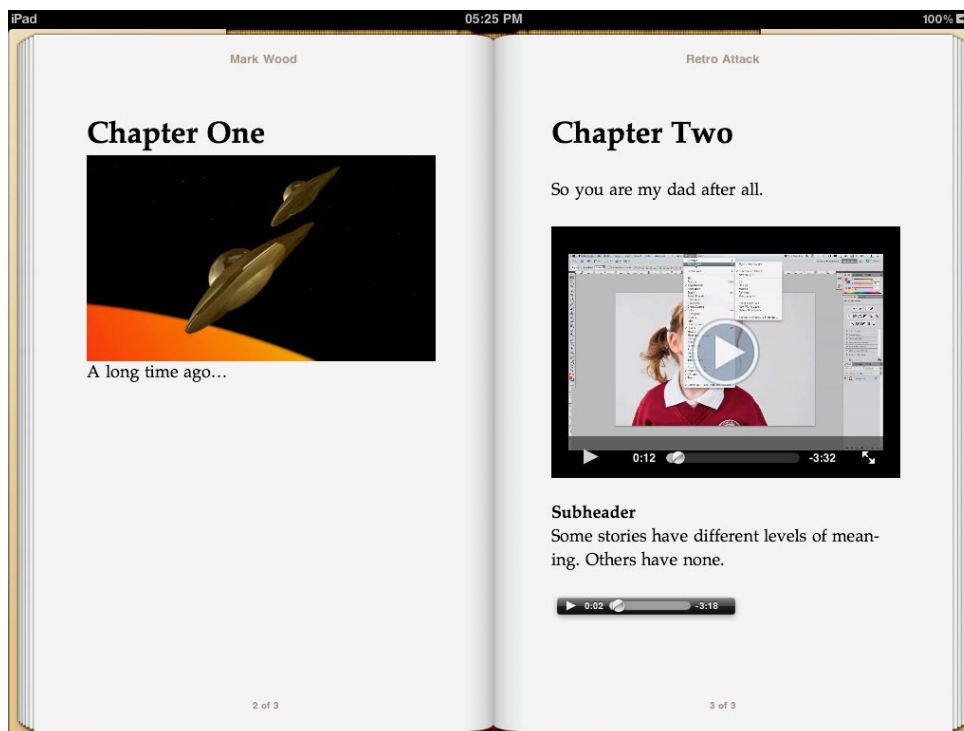 iPad
05:25 PM
100%
Mark Wood
Chapter One
A long time ago…
2 of 3
Retro Attack
Chapter Two
So you are my dad after all.
0:12
-3:32
Subheader
Some stories have different levels of mean-
ing. Others have none.
0:02
-3:18
3 of 3